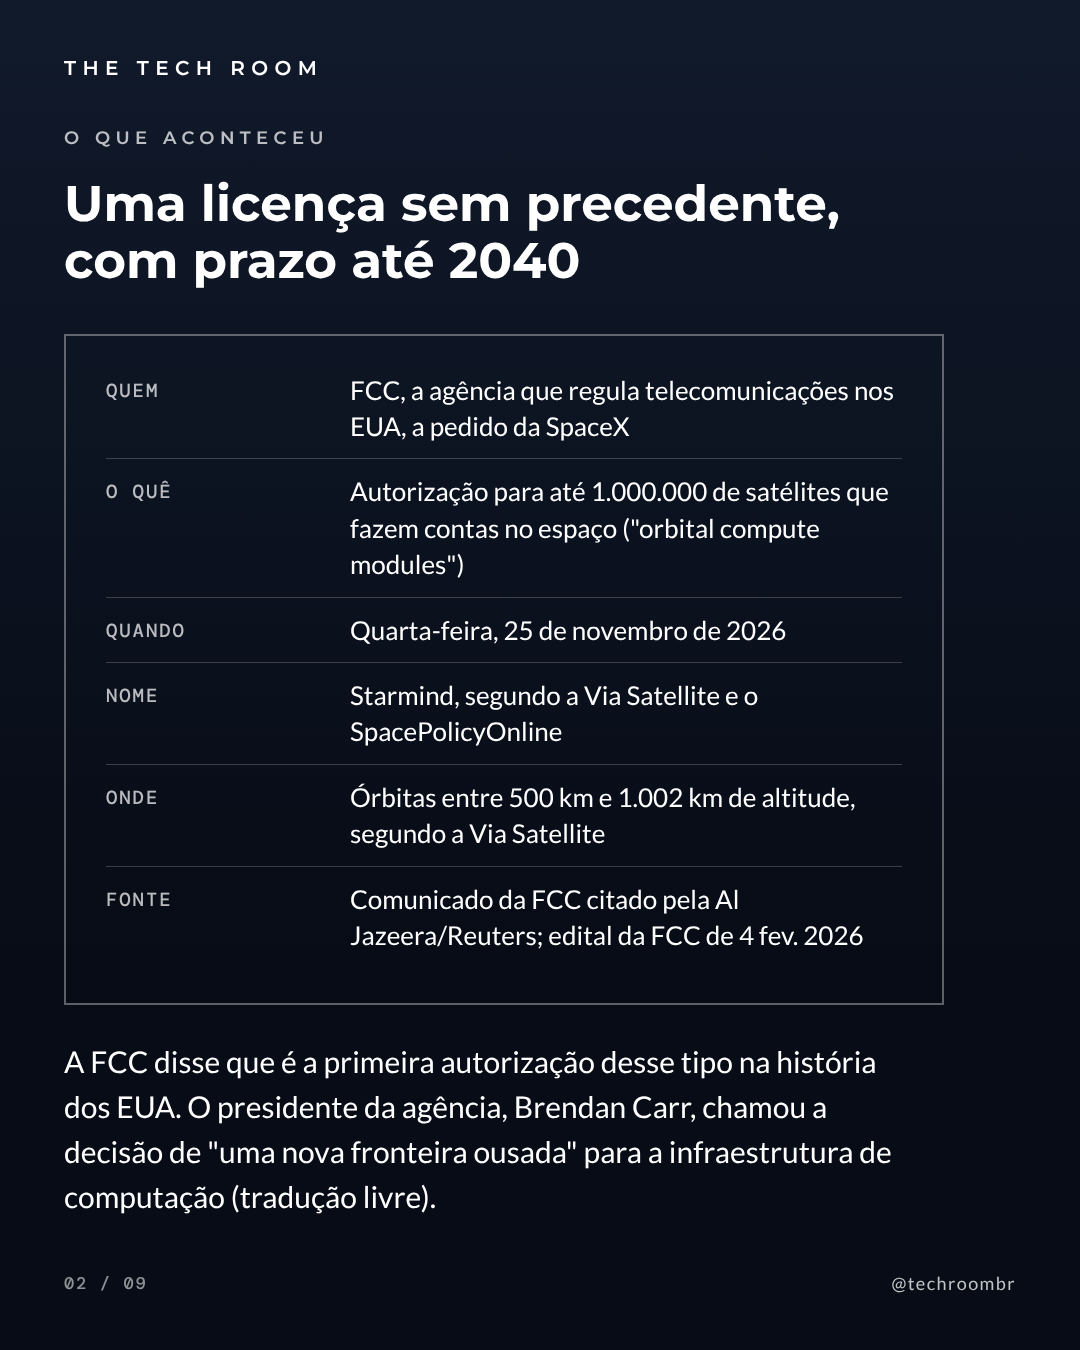 THE TECH ROOM
O QUE ACONTECEU
Uma licença sem precedente,
com prazo até 2040
QUEM
FCC, a agência que regula telecomunicações nos
EUA, a pedido da SpaceX
O QUÊ
Autorização para até 1.000.000 de satélites que
fazem contas no espaço ("orbital compute
modules")
QUANDO
Quarta-feira, 25 de novembro de 2026
NOME
Starmind, segundo a Via Satellite e o
SpacePolicyOnline
ONDE
Órbitas entre 500 km e 1.002 km de altitude,
segundo a Via Satellite
FONTE
Comunicado da FCC citado pela Al
Jazeera/Reuters; edital da FCC de 4 fev. 2026
A FCC disse que é a primeira autorização desse tipo na história
dos EUA. O presidente da agência, Brendan Carr, chamou a
decisão de "uma nova fronteira ousada" para a infraestrutura de
computação (tradução livre).
02 / 09
@techroombr